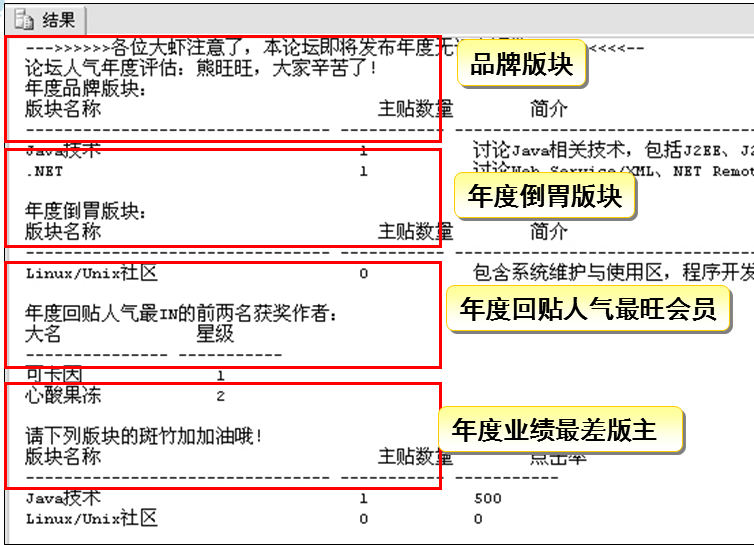 结果
--->>>>>>各位大虾注意了，本论坛即将发布年度无 <<<<--
论坛人气年度评估：熊旺旺，大家辛苦了！
品牌版块
年度品牌版块：
版块名称 主贴数量 简介
Java技术 1 讨论Java相关技术，包括J2EE、J2
.NET 1 讨论Web Service/XML、NET Remot
年度倒胃版块
年度倒胃版块：
版块名称 主贴数量 简介
Linux/Unix社区 0 包含系统维护与使用区，程序开发
年度回贴人气最旺会员
年度回贴人气最IN的前两名获奖作者：
大名 星级
可卡因 1
心酸果冻 2
年度业绩最差版主
请下列版块的斑竹加加油哦！
版块名称 主贴数量 点击率
Java技术 1 500
Linux/Unix社区 0 0